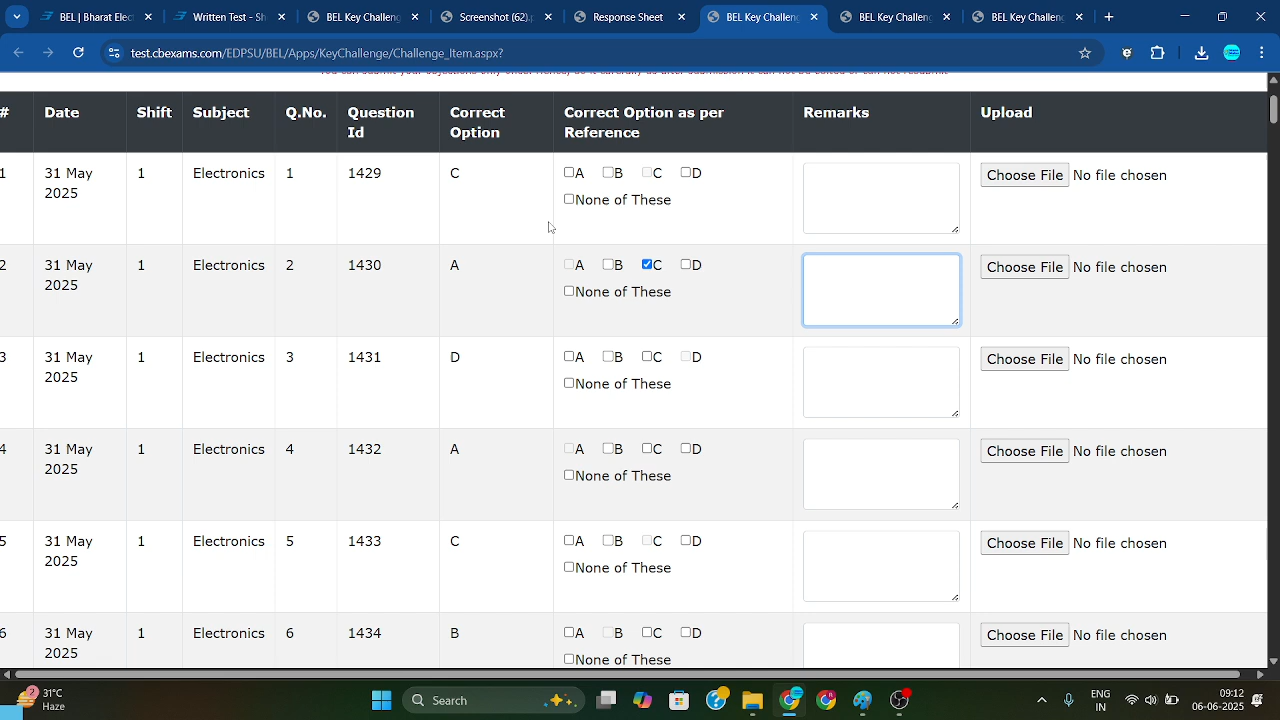 BEL | Bharat Elect
Written Test - Sh
BEL Key Challeng
Screenshot (62).p
Response Sheet
BEL Key Challeng
BEL Key Challeng
BEL Key Challeng
test.cbexams.com/EDPSU/BEL/Apps/KeyChallenge/Challenge_Item.aspx?
# Date Shift Subject Q.No. Question Id Correct Option Correct Option as per Reference Remarks Upload
1 31 May 2025 1 Electronics 1 1429 C A B C D Choose File No file chosen
None of These
2 31 May 2025 1 Electronics 2 1430 A A B C D Choose File No file chosen
None of These
3 31 May 2025 1 Electronics 3 1431 D A B C D Choose File No file chosen
None of These
4 31 May 2025 1 Electronics 4 1432 A A B C D Choose File No file chosen
None of These
5 31 May 2025 1 Electronics 5 1433 C A B C D Choose File No file chosen
None of These
6 31 May 2025 1 Electronics 6 1434 B A B C D Choose File No file chosen
None of These
2 31°C
Haze
Search
ENG
IN
09:12
06-06-2025